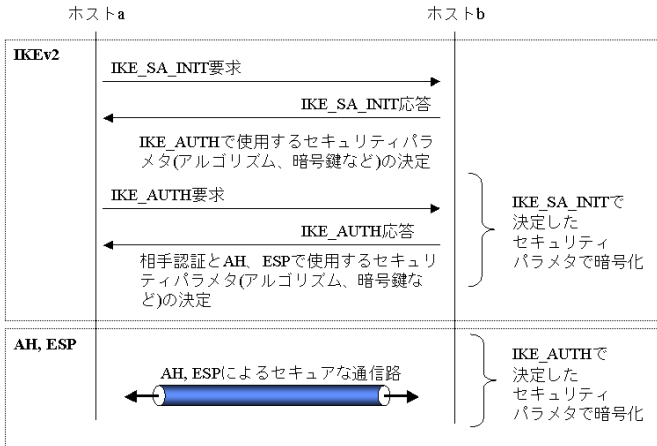 ホストa
ホストb
IKEv2
IKE_SA_INIT要求
IKE_SA_INIT応答
IKE_AUTHで使用するセキュリティパラ
メタ(アルゴリズム、暗号鍵など)の決定
IKE_AUTH要求
IKE_AUTH応答
相手認証とAH、ESPで使用するセキュリ
ティパラメタ(アルゴリズム、暗号鍵な
ど)の決定
IKE_SA_INITで
決定した
セキュリティ
パラメタで暗号化
AH, ESP
AH, ESPによるセキュアな通信路
IKE_AUTHで
決定した
セキュリティ
パラメタで暗号化